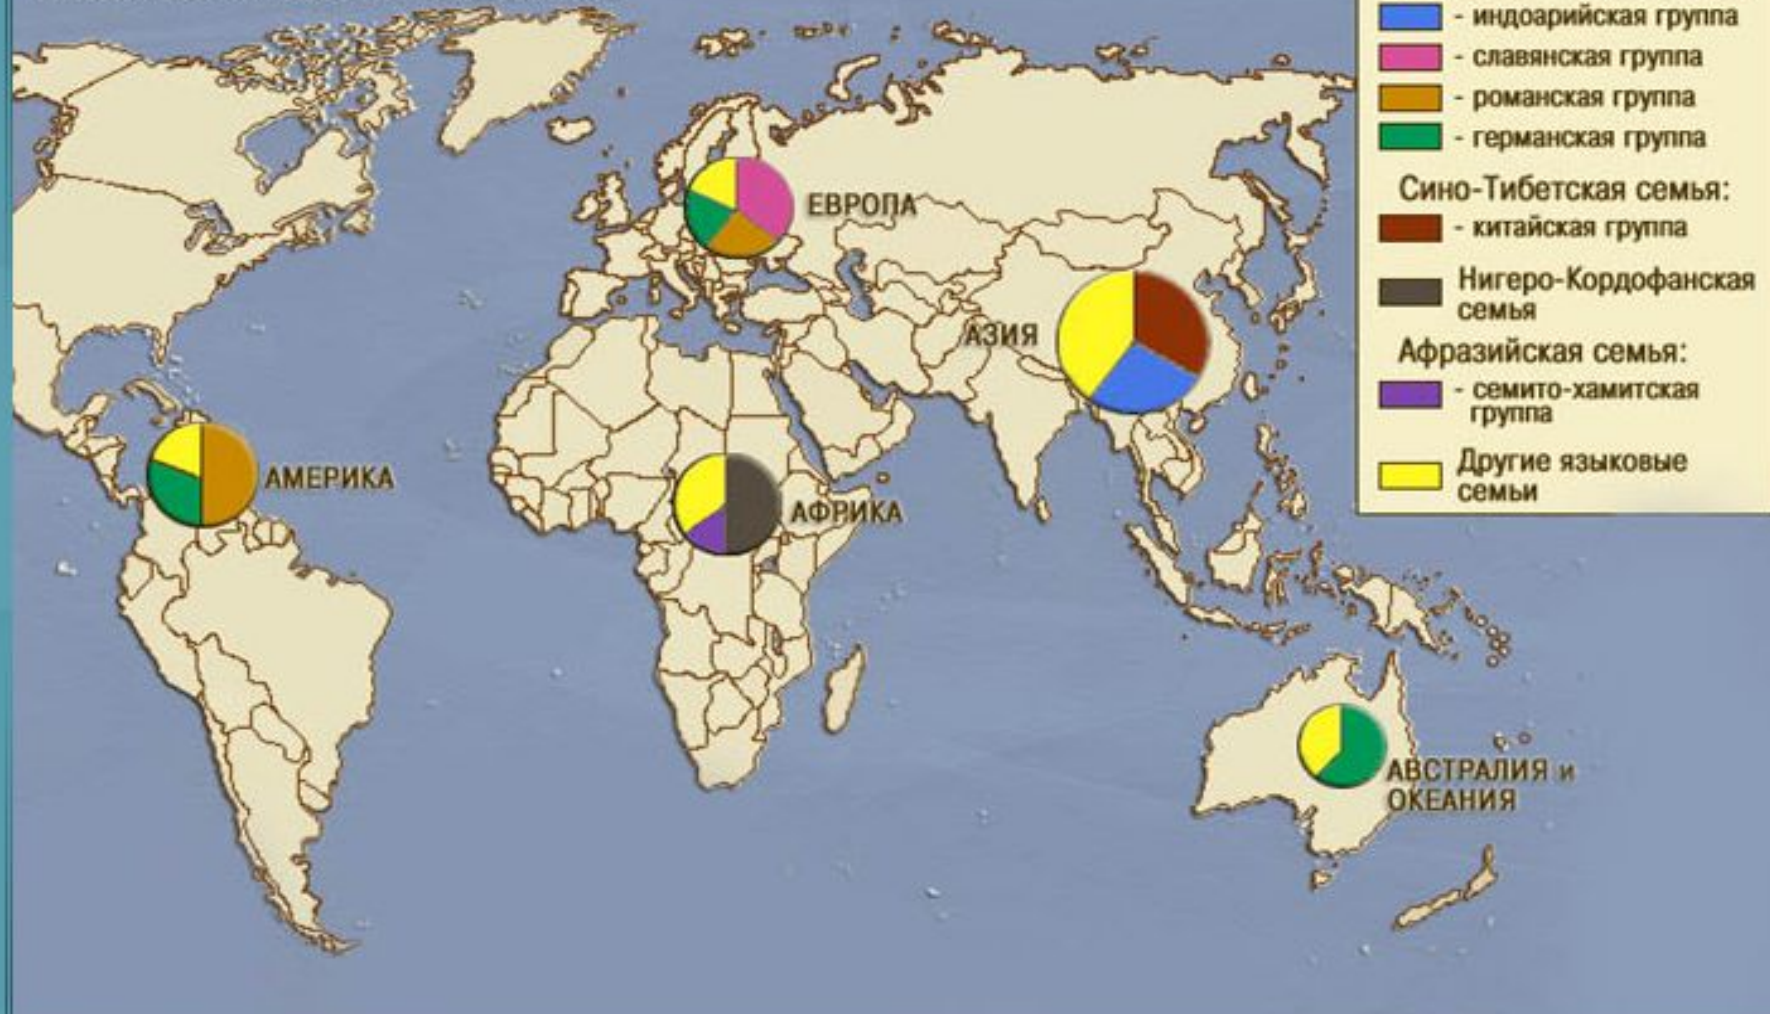 - индоарийская группа
- славянская группа
- романская группа
- германская группа
Сино-Тибетская семья:
- китайская группа
Нигеро-Кордофанская
семья
Афразийская семья:
- семито-хамитская
группа
Другие языковые
семьи
ЕВРОПА
АЗИЯ
АМЕРИКА
АФРИКА
АВСТРАЛИЯ и
ОКЕАНИЯ